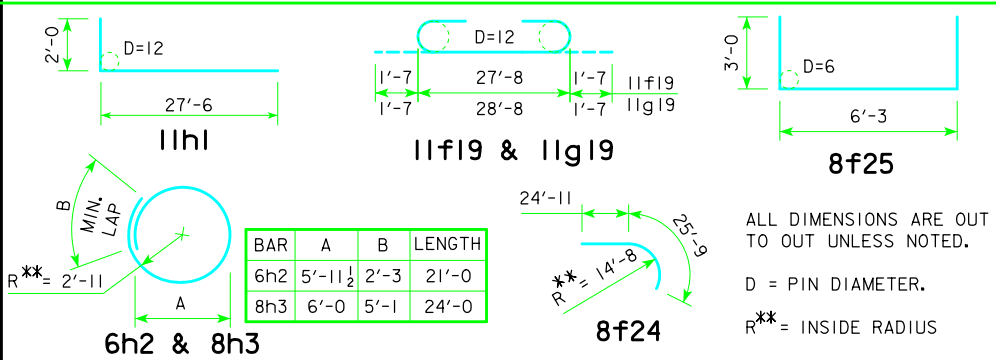 2'-0
D=12
27'-6
11h1
D=12
1'-7 27'-8 1'-7 11f19
1'-7 28'-8 1'-7 11g19
11f19 & 11g19
3'-0
D=6
6'-3
8f25
B
MIN. LAP
R**= 2'-11
A
6h2 & 8h3
BAR A B LENGTH
6h2 5'-11½ 2'-3 21'-0
8h3 6'-0 5'-1 24'-0
24'-11
25'-9
R**= 14'-8
8f24
ALL DIMENSIONS ARE OUT
TO OUT UNLESS NOTED.
D = PIN DIAMETER.
R**= INSIDE RADIUS